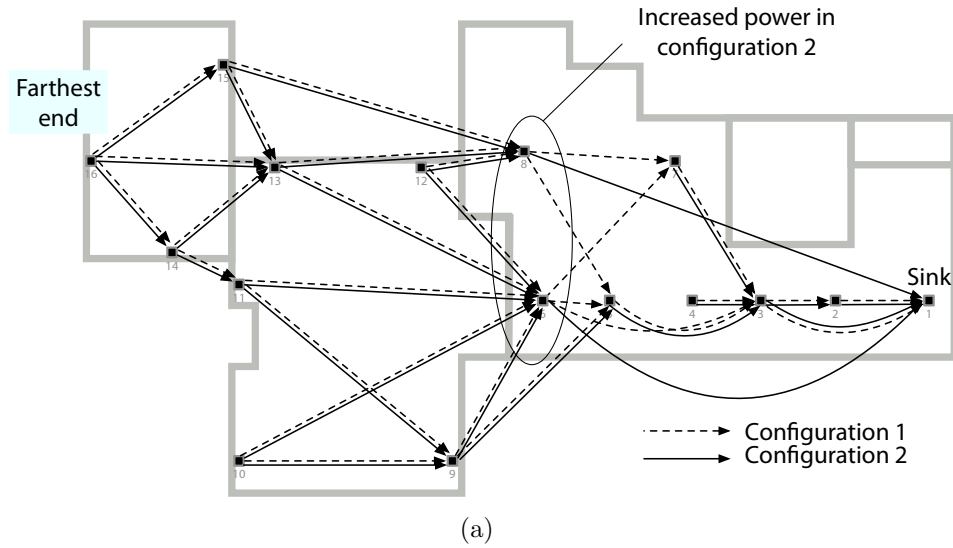 Increased power in
configuration 2
Farthest
end
15
16
13
12
8
14
11
Sink
6
4
3
2
1
10
9
Configuration 1
Configuration 2
(a)